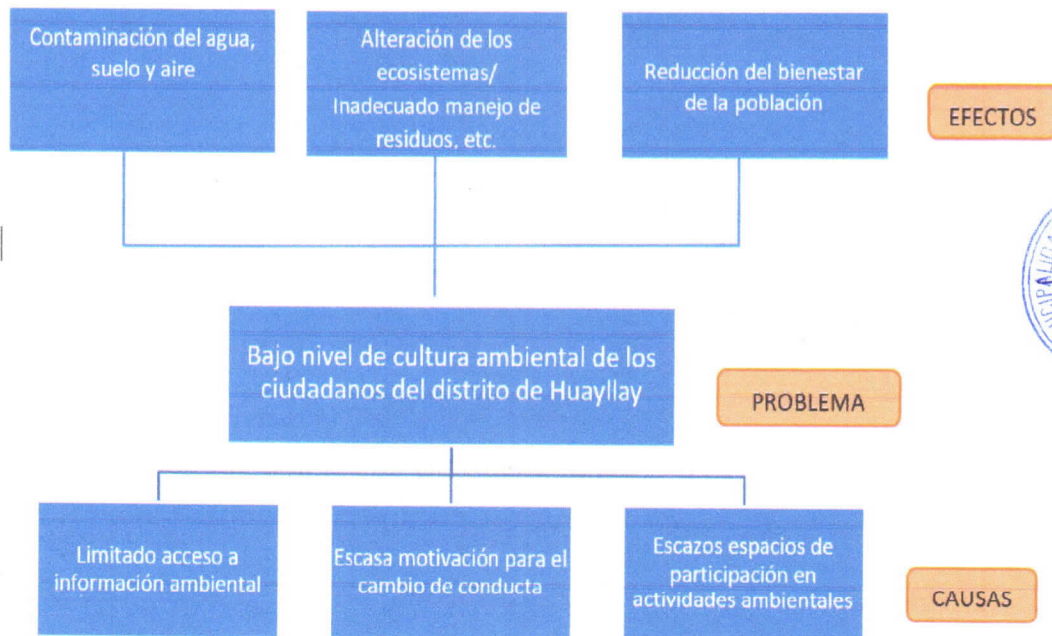 Contaminación del agua,
suelo y aire
Alteración de los
ecosistemas/
Inadecuado manejo de
residuos, etc.
Reducción del bienestar
de la población
EFECTOS
Bajo nivel de cultura ambiental de los
ciudadanos del distrito de Huayllay
PROBLEMA
Limitado acceso a
información ambiental
Escasa motivación para el
cambio de conducta
Escazos espacios de
participación en
actividades ambientales
CAUSAS